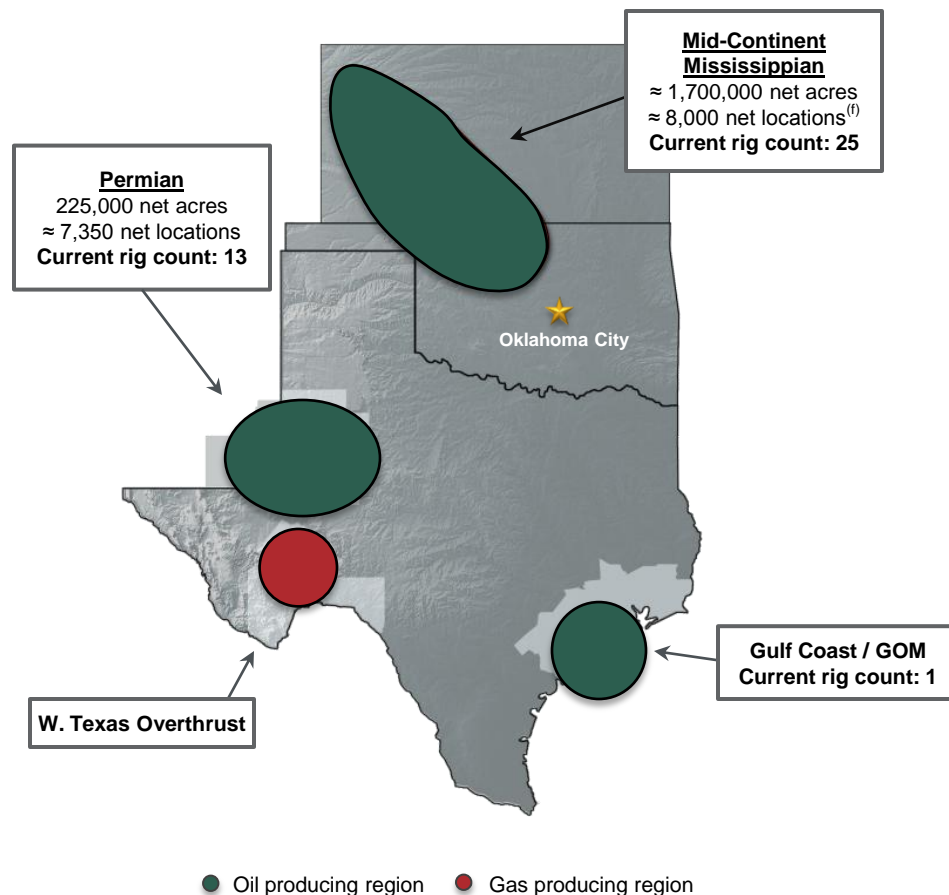 Mid-Continent
Mississippian
≈ 1,700,000 net acres
≈ 8,000 net locations(f)
Current rig count: 25
Permian
225,000 net acres
≈ 7,350 net locations
Current rig count: 13
Oklahoma City
Gulf Coast / GOM
Current rig count: 1
W. Texas Overthrust
Oil producing region
Gas producing region